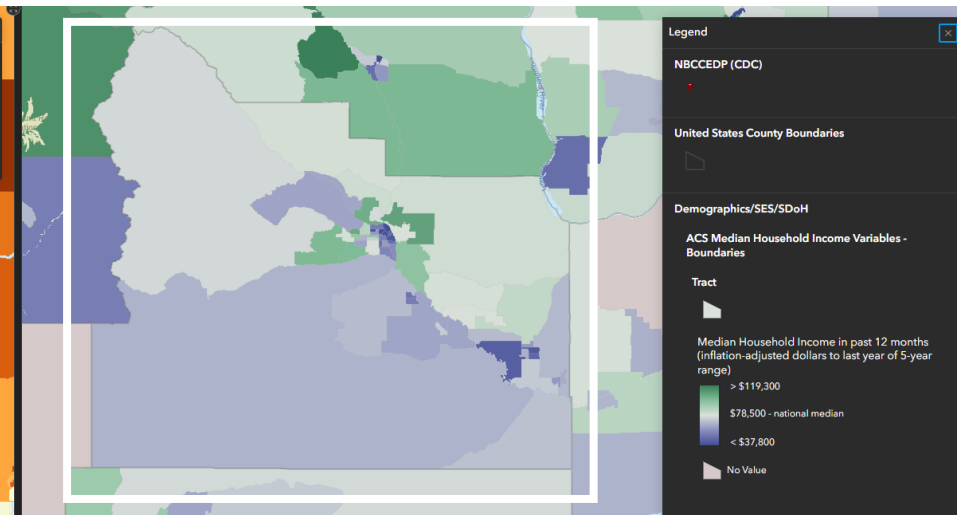 Legend
NBCCEDP (CDC)
United States County Boundaries
Demographics/SES/SDoH
ACS Median Household Income Variables -
Boundaries
Tract
Median Household Income in past 12 months
(inflation-adjusted dollars to last year of 5-year
range)
> $119,300
$78,500 - national median
< $37,800
No Value